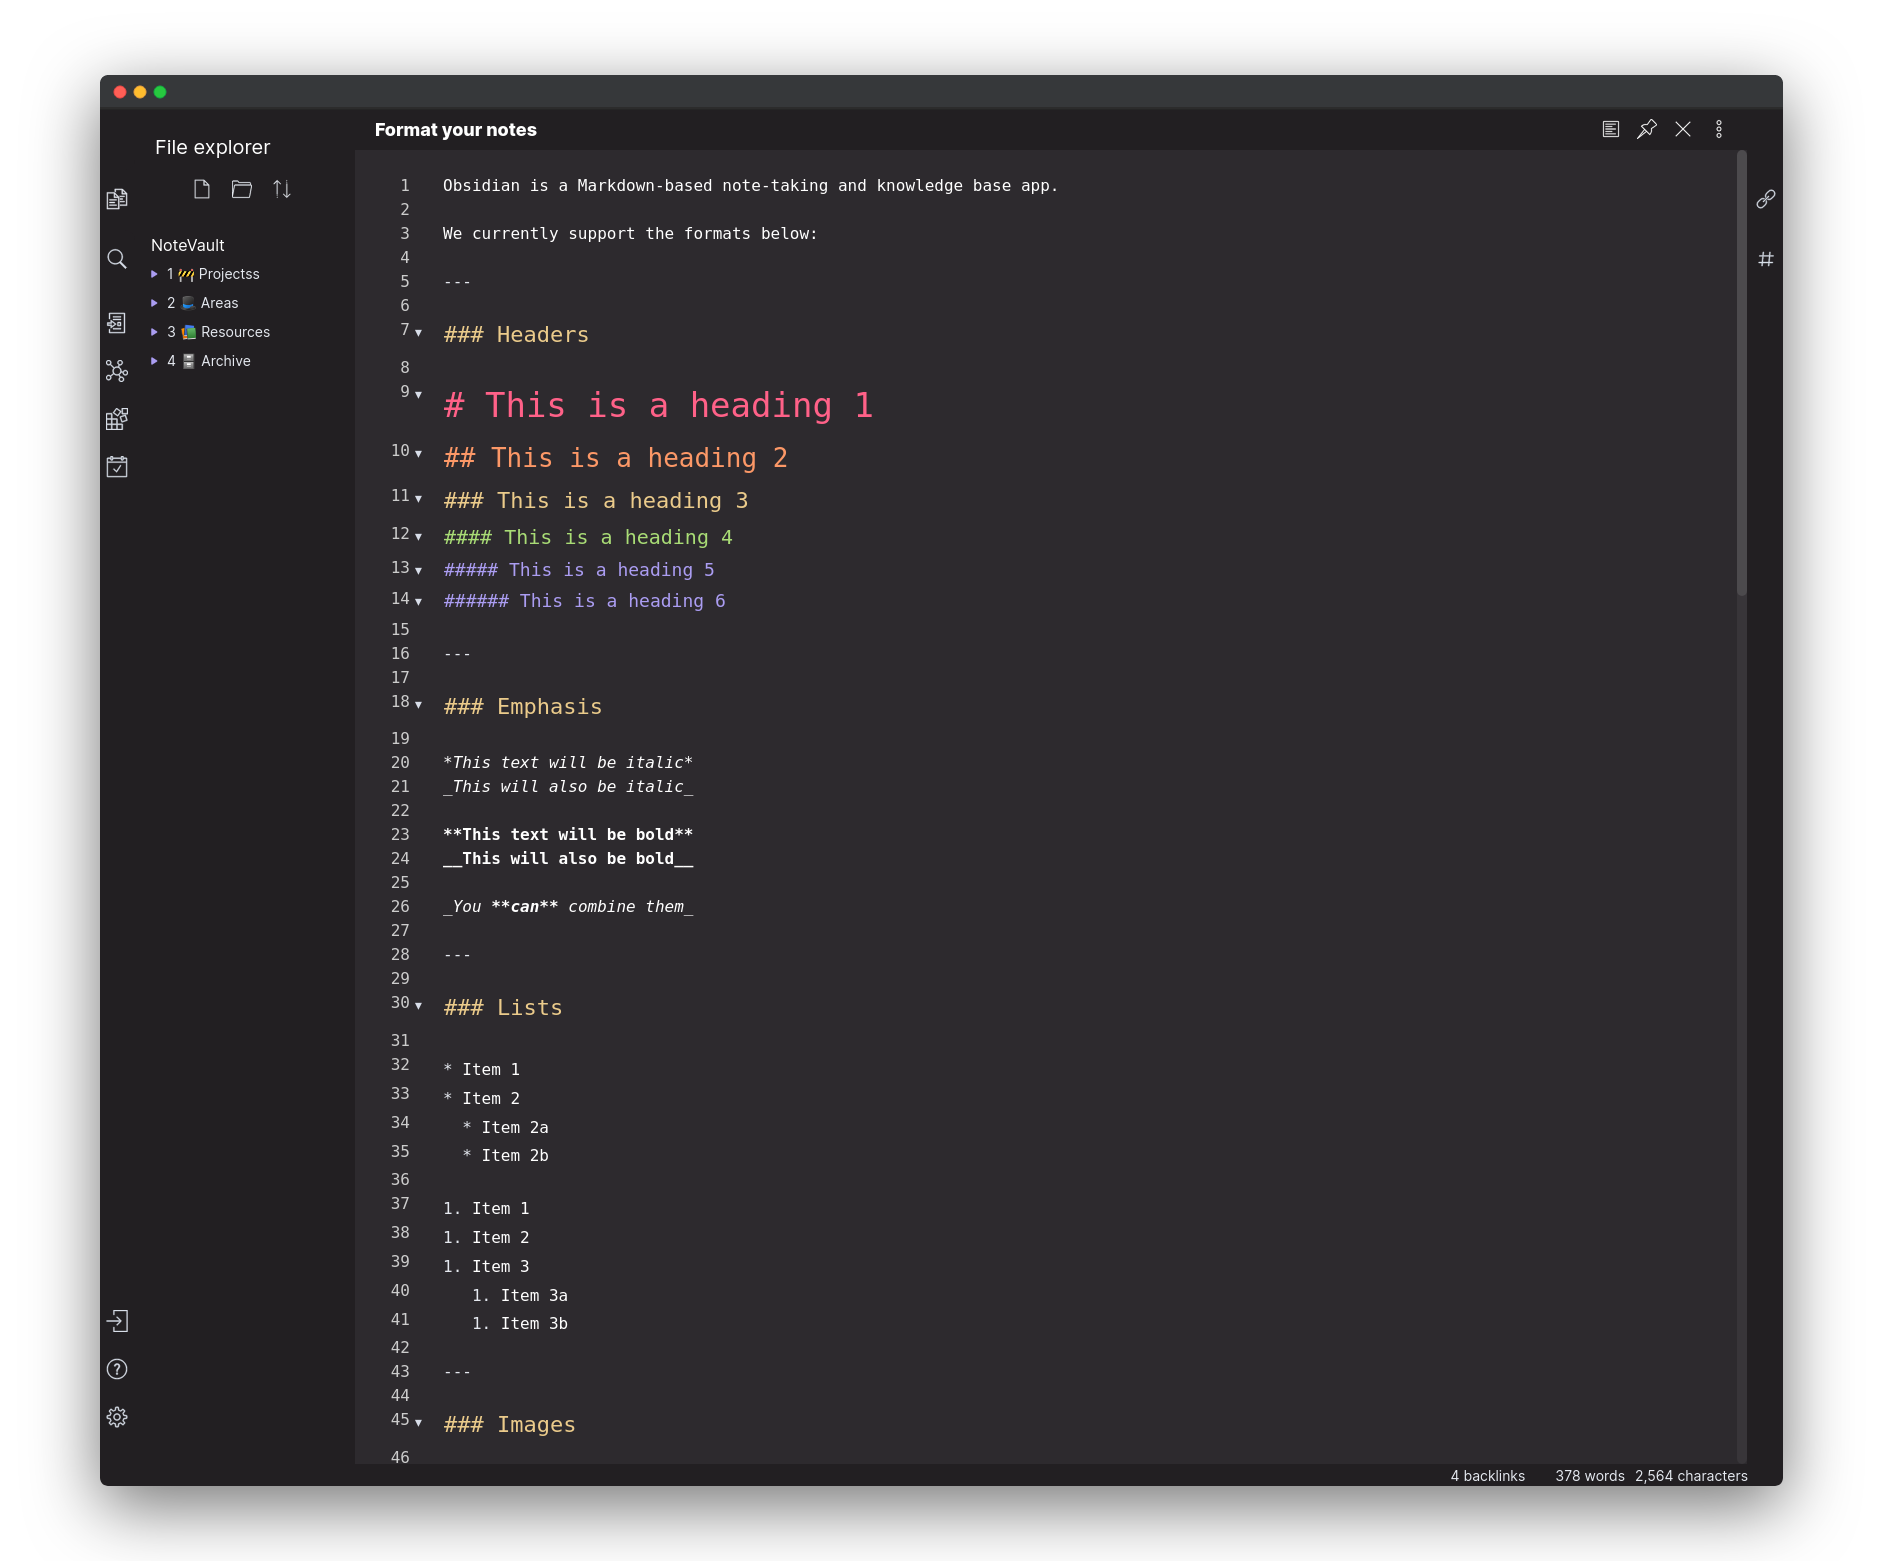 File explorer
NoteVault
1 🚧 Projectss
2 🎩 Areas
3 📚 Resources
4 🗄 Archive
Format your notes
1 Obsidian is a Markdown-based note-taking and knowledge base app.
2
3 We currently support the formats below:
4
5 ---
6
7 ### Headers
8
9 # This is a heading 1
10 ## This is a heading 2
11 ### This is a heading 3
12 #### This is a heading 4
13 ##### This is a heading 5
14 ###### This is a heading 6
15
16 ---
17
18 ### Emphasis
19
20 *This text will be italic*
21 _This will also be italic_
22
23 **This text will be bold**
24 __This will also be bold__
25
26 _You **can** combine them_
27
28 ---
29
30 ### Lists
31
32 * Item 1
33 * Item 2
34   * Item 2a
35   * Item 2b
36
37 1. Item 1
38 1. Item 2
39 1. Item 3
40    1. Item 3a
41    1. Item 3b
42
43 ---
44
45 ### Images
46
4 backlinks 378 words 2,564 characters